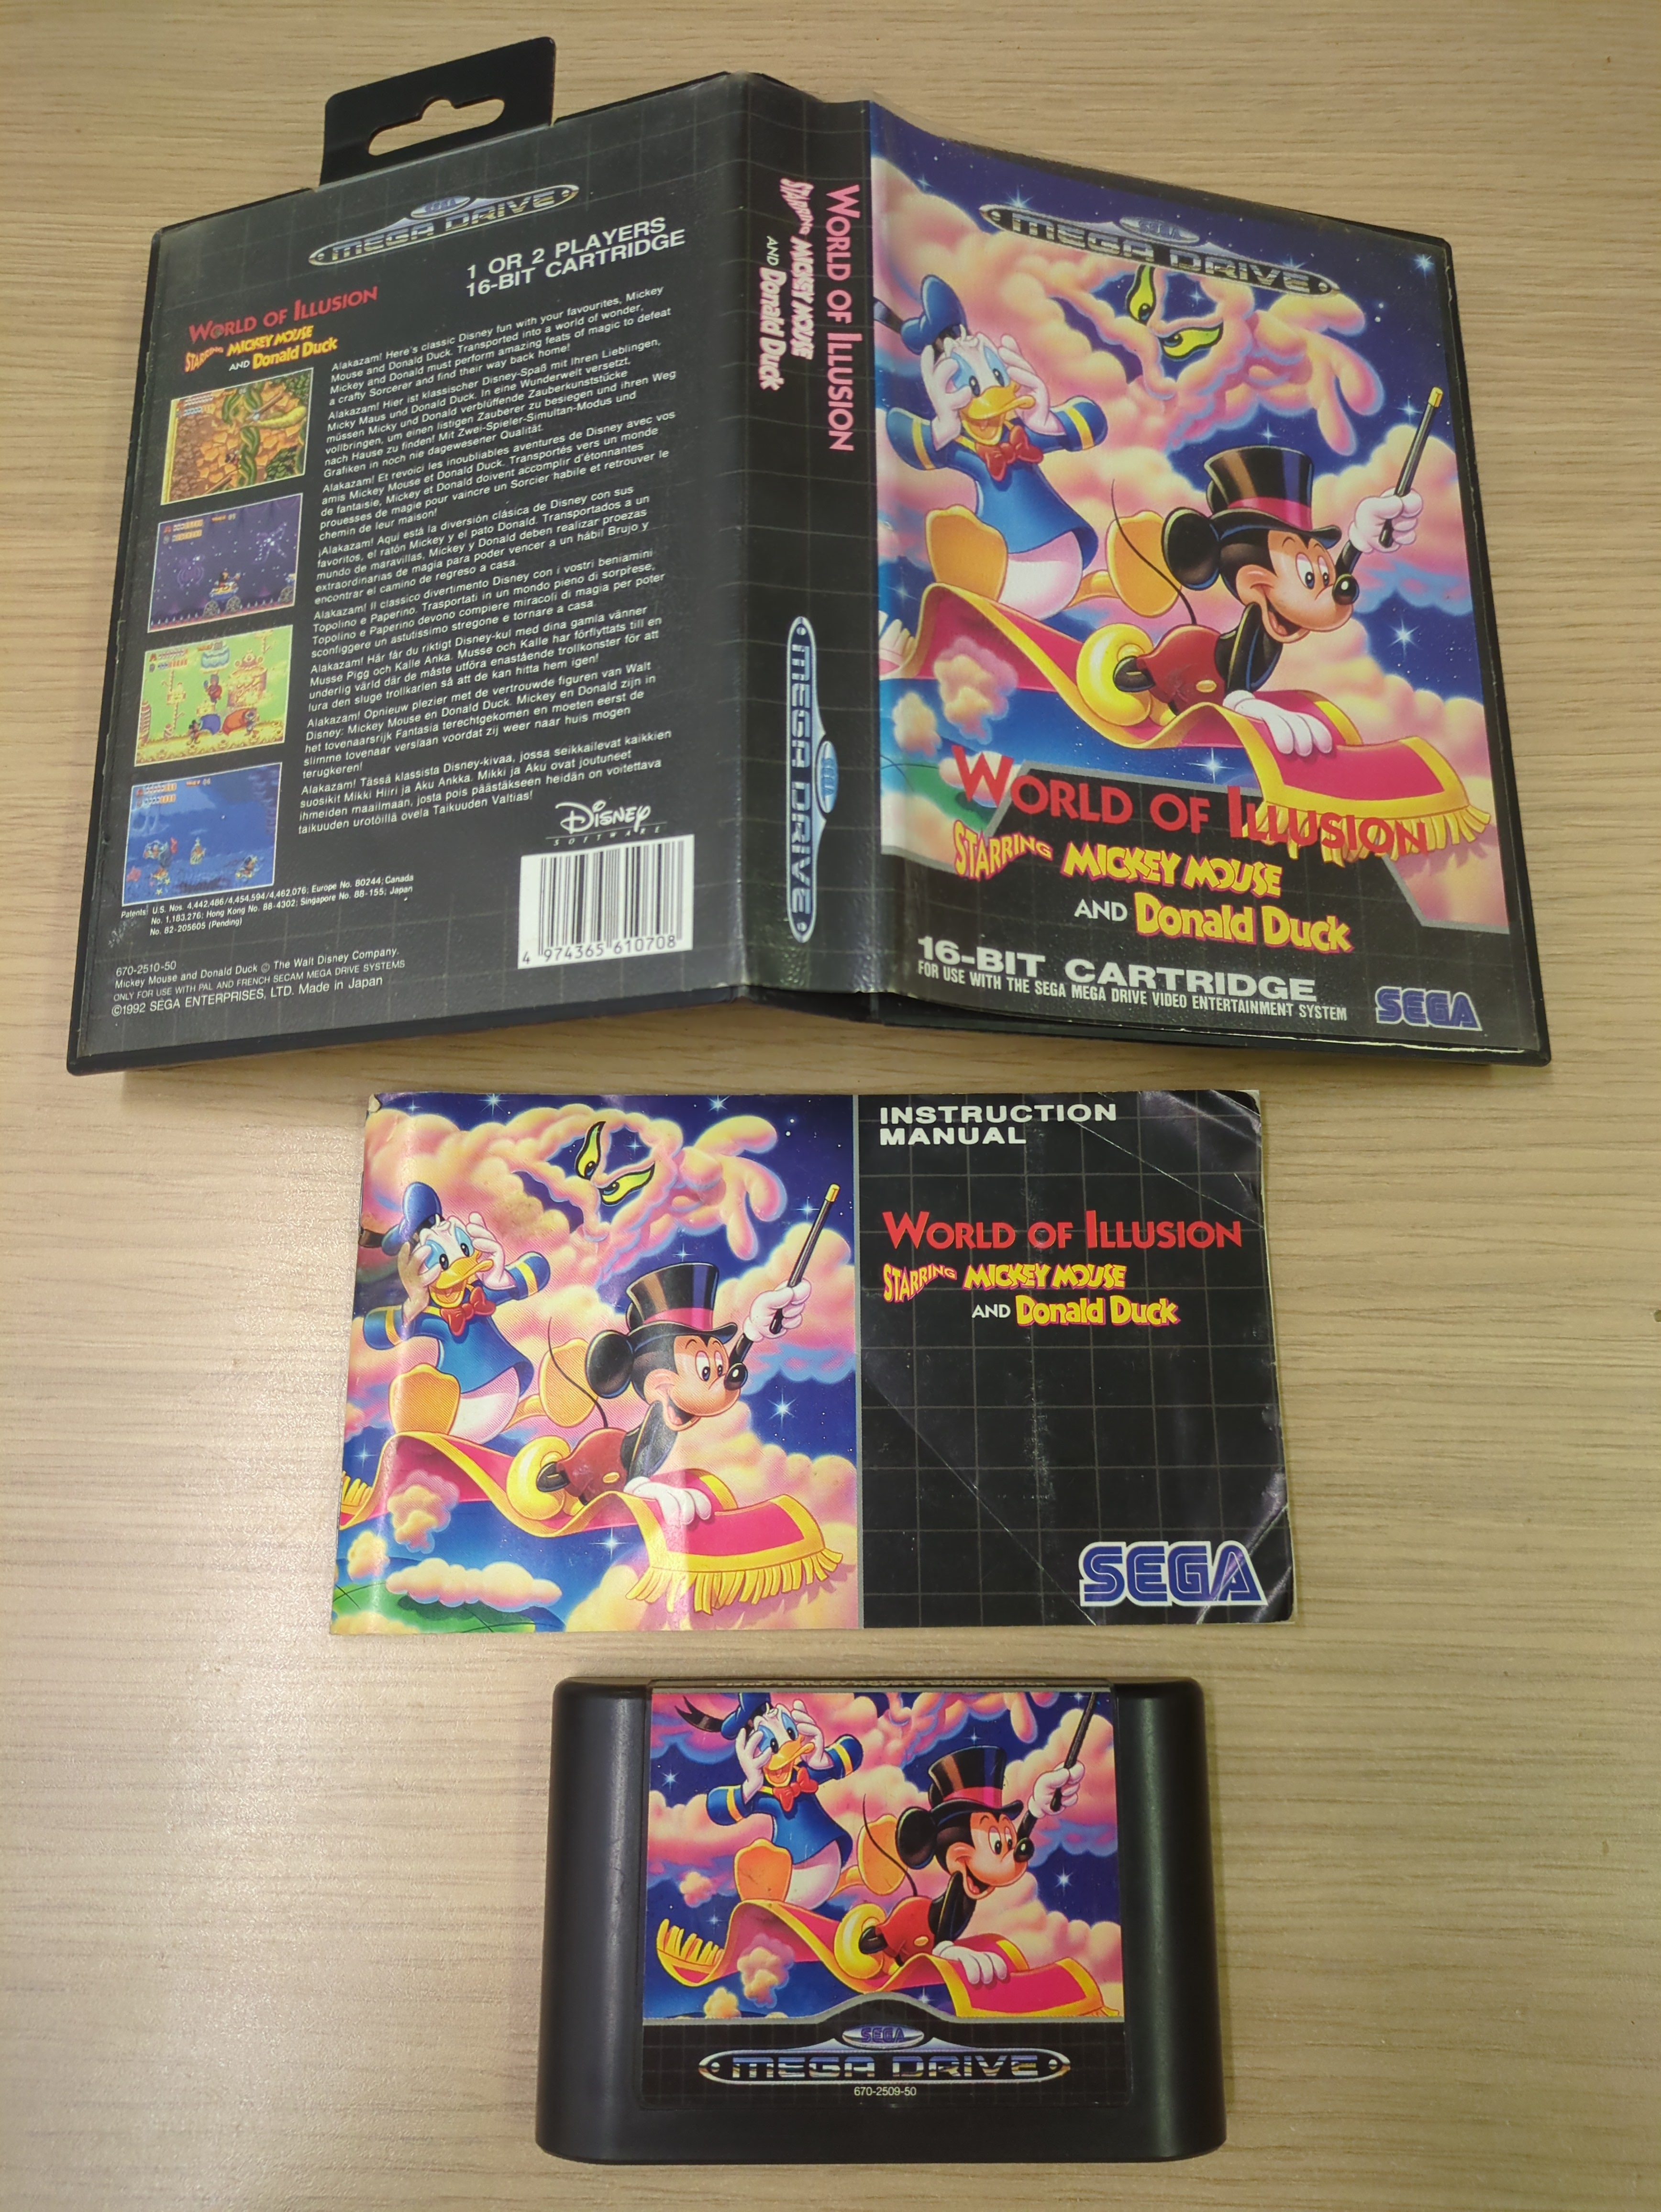 SEGA
MEGA DRIVE
1 OR 2 PLAYERS
16-BIT CARTRIDGE
WORLD OF ILLUSION
STARRING MICKEY MOUSE
AND Donald Duck
Alakazam! Here's classic Disney fun with your favourites, Mickey
Mouse and Donald Duck. Transported into a world of wonder,
Mickey and Donald must perform amazing feats of magic to defeat
a crafty Sorcerer and find their way back home!
Alakazam! Hier ist klassischer Disney-Spaß mit Ihren Lieblingen,
Micky Maus und Donald Duck. In eine Wunderwelt versetzt,
müssen Micky und Donald verblüffende Zauberkunststücke
vollbringen, um einen listigen Zauberer zu besiegen und ihren Weg
nach Hause zu finden! Mit Zwei-Spieler-Simultan-Modus und
Grafiken in noch nie dagewesener Qualität.
Alakazam! Et revoici les inoubliables aventures de Disney avec vos
amis Mickey Mouse et Donald Duck. Transportés vers un monde
de fantaisie, Mickey et Donald doivent accomplir d'étonnantes
prouesses de magie pour vaincre un Sorcier habile et retrouver le
chemin de leur maison!
¡Alakazam! Aquí está la diversión clásica de Disney con sus
favoritos, el ratón Mickey y el pato Donald. Transportados a un
mundo de maravillas, Mickey y Donald deben realizar proezas
extraordinarias de magia para poder vencer a un hábil Brujo y
encontrar el camino de regreso a casa.
Alakazam! Il classico divertimento Disney con i vostri beniamini
Topolino e Paperino. Trasportati in un mondo pieno di sorprese,
Topolino e Paperino devono compiere miracoli di magia per poter
sconfiggere un astutissimo stregone e tornare a casa.
Alakazam! Här får du riktigt Disney-kul med dina gamla vänner
Musse Pigg och Kalle Anka. Musse och Kalle har förflyttats till en
underlig värld där de måste utföra enastående trollkonster för att
lura den sluge trollkarlen så att de kan hitta hem igen!
Alakazam! Opnieuw plezier met de vertrouwde figuren van Walt
Disney: Mickey Mouse en Donald Duck. Mickey en Donald zijn in
het tovenaarsrijk Fantasia terechtgekomen en moeten eerst de
slimme tovenaar verslaan voordat zij weer naar huis mogen
terugkeren!
Alakazam! Tässä klassista Disney-kivaa, jossa seikkailevat kaikkien
suosikit Mikki Hiiri ja Aku Ankka. Mikki ja Aku ovat joutuneet
ihmeiden maailmaan, josta pois päästäkseen heidän on voitettava
taikuuden urotöillä ovela Taikuuden Valtias!
Disney
SOFTWARE
Patents: U.S. Nos. 4,442,486/4,454,594/4,462,076; Europe No. 80244; Canada
No. 1,183,276; Hong Kong No. 88-4302; Singapore No. 88-155; Japan
No. 82-205605 (Pending)
4 974365 610708
670-2510-50
Mickey Mouse and Donald Duck © The Walt Disney Company.
ONLY FOR USE WITH PAL AND FRENCH SECAM MEGA DRIVE SYSTEMS
©1992 SEGA ENTERPRISES, LTD. Made in Japan
WORLD OF ILLUSION
STARRING MICKEY MOUSE
AND Donald Duck
SEGA
MEGA DRIVE
SEGA
MEGA DRIVE
WORLD OF ILLUSION
STARRING MICKEY MOUSE
AND Donald Duck
16-BIT CARTRIDGE
FOR USE WITH THE SEGA MEGA DRIVE VIDEO ENTERTAINMENT SYSTEM
SEGA
INSTRUCTION
MANUAL
WORLD OF ILLUSION
STARRING MICKEY MOUSE
AND Donald Duck
SEGA
SEGA
MEGA DRIVE
670-2509-50